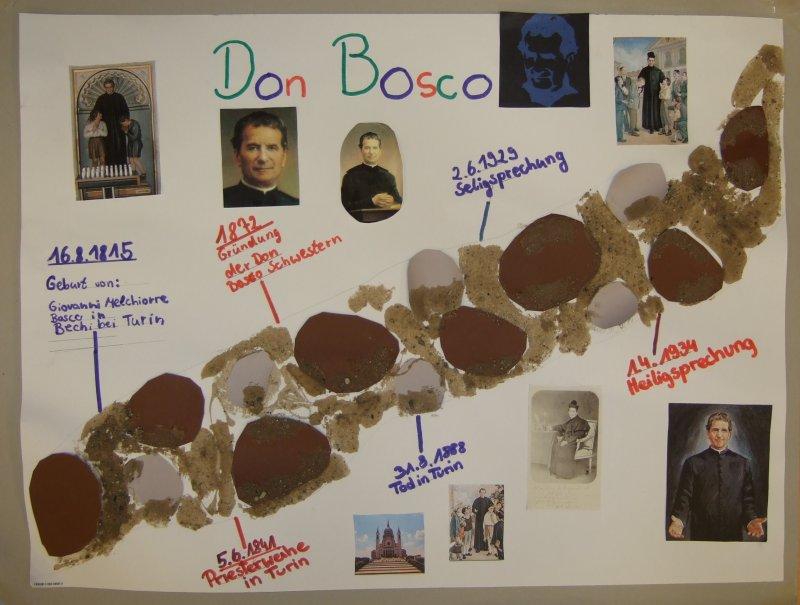 Don Bosco
2.6.1929
Seligsprechung
1872
Gründung
der Don
Bosco Schwestern
16.8.1815
Geburt von:
Giovanni Melchiorre
Bosco in
Bechi bei Turin
1.4.1934
Heiligsprechung
31.3.1888
Tod in Turin
5.6.1841
Priesterweihe
in Turin